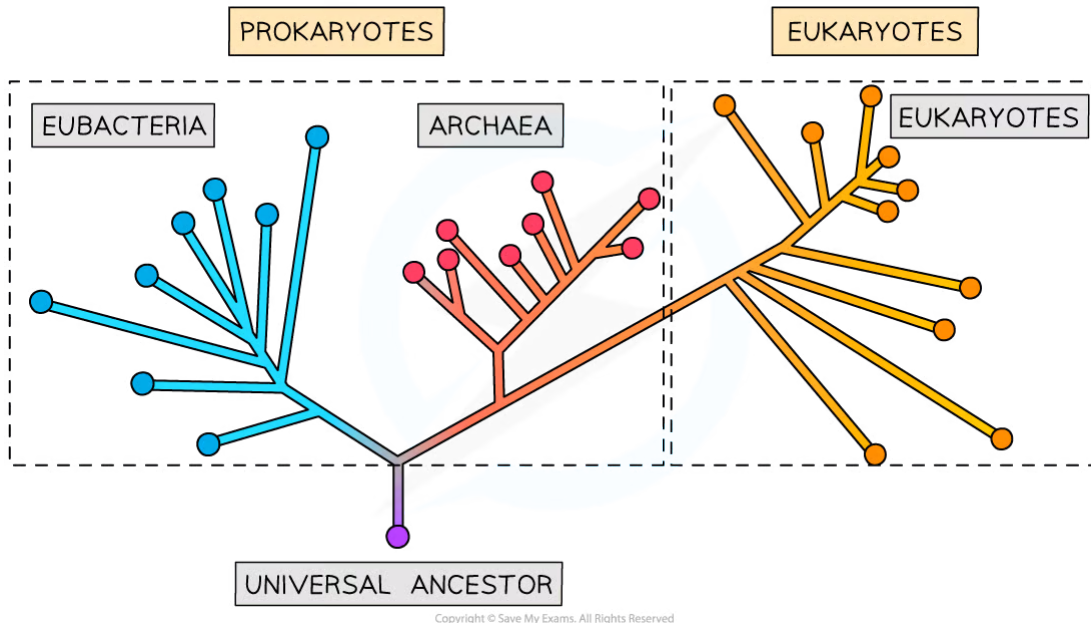 PROKARYOTES
EUKARYOTES
EUBACTERIA
ARCHAEA
EUKARYOTES
UNIVERSAL ANCESTOR
Copyright © Save My Exams. All Rights Reserved